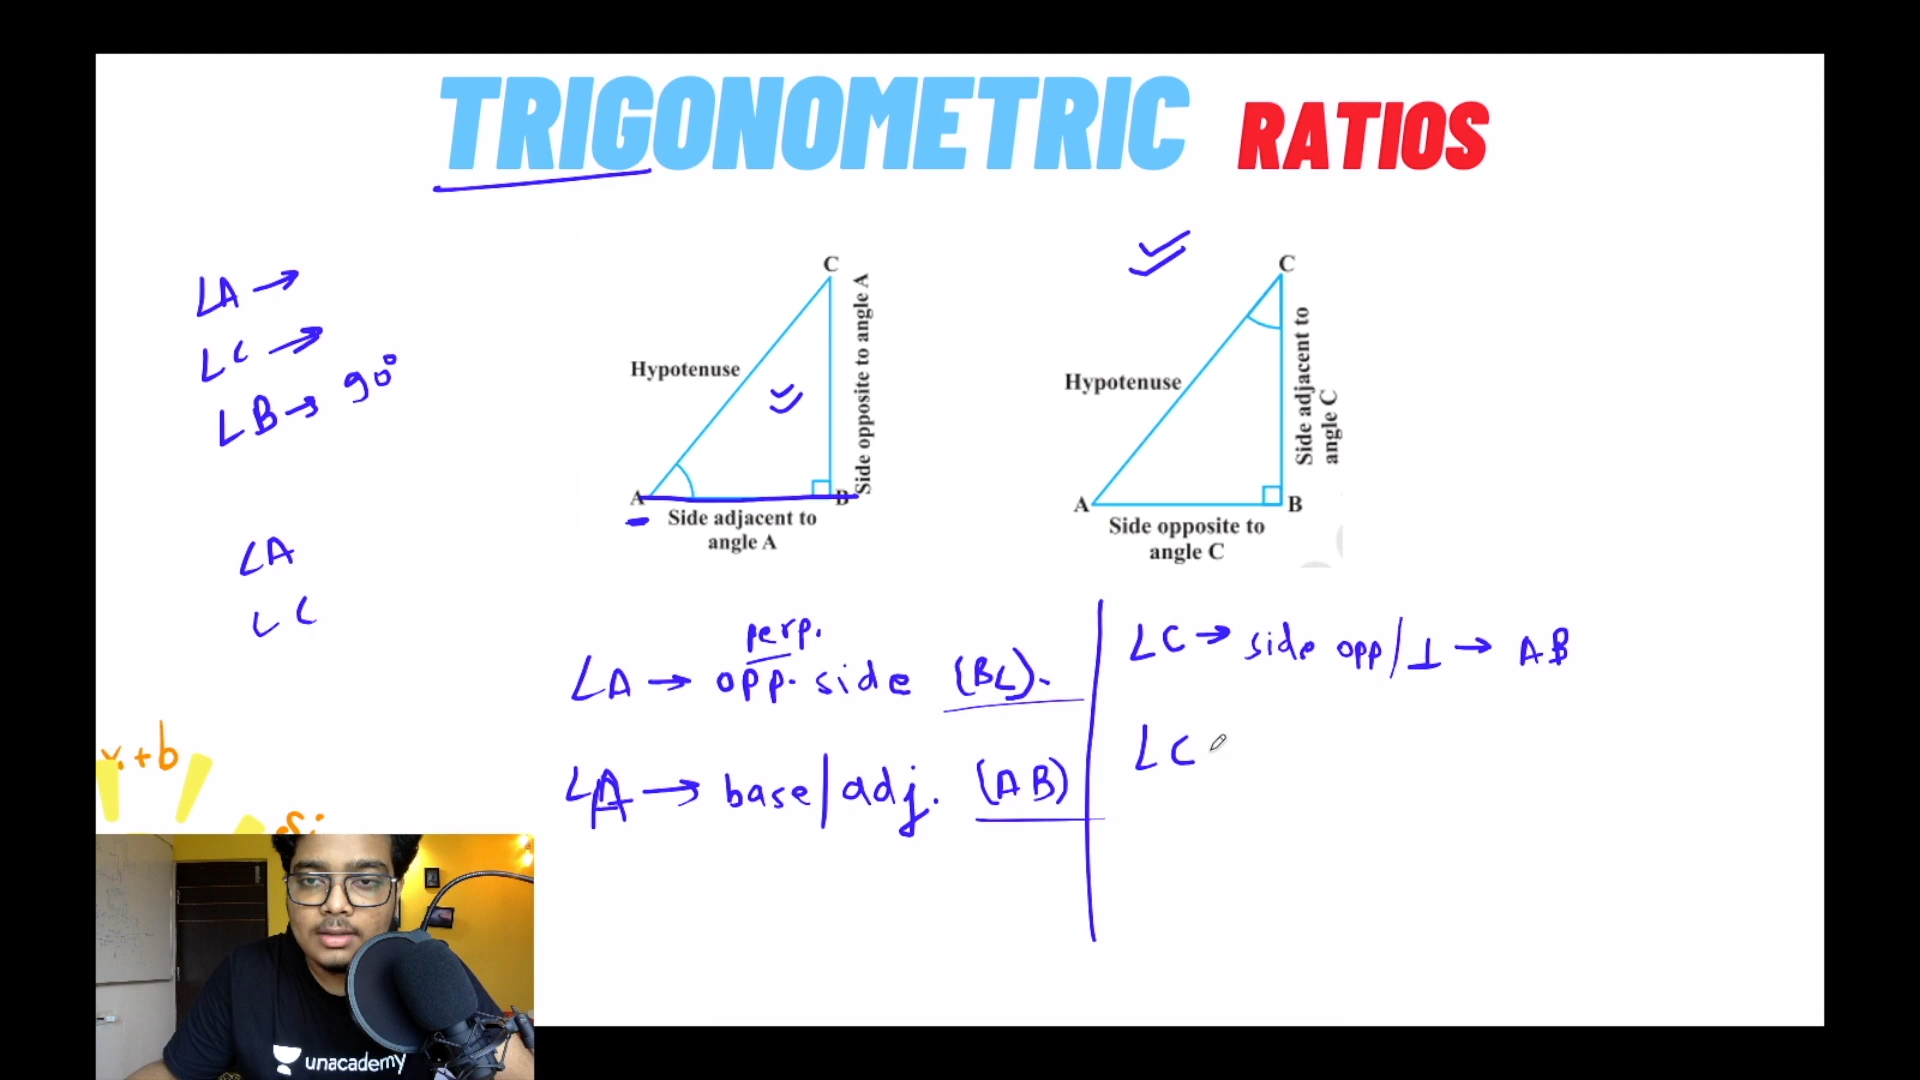 TRIGONOMETRIC RATIOS
∠A →
∠C →
∠B → 90°
∠A
∠C
C
Hypotenuse
Side opposite to angle A
A
B
Side adjacent to
angle A
C
Hypotenuse
Side adjacent to
angle C
A
B
Side opposite to
angle C
perp.
∠A → opp. side (BC).
∠A → base/adj. (AB)
∠C → side opp/⊥ → AB
∠C
+b
unacademy